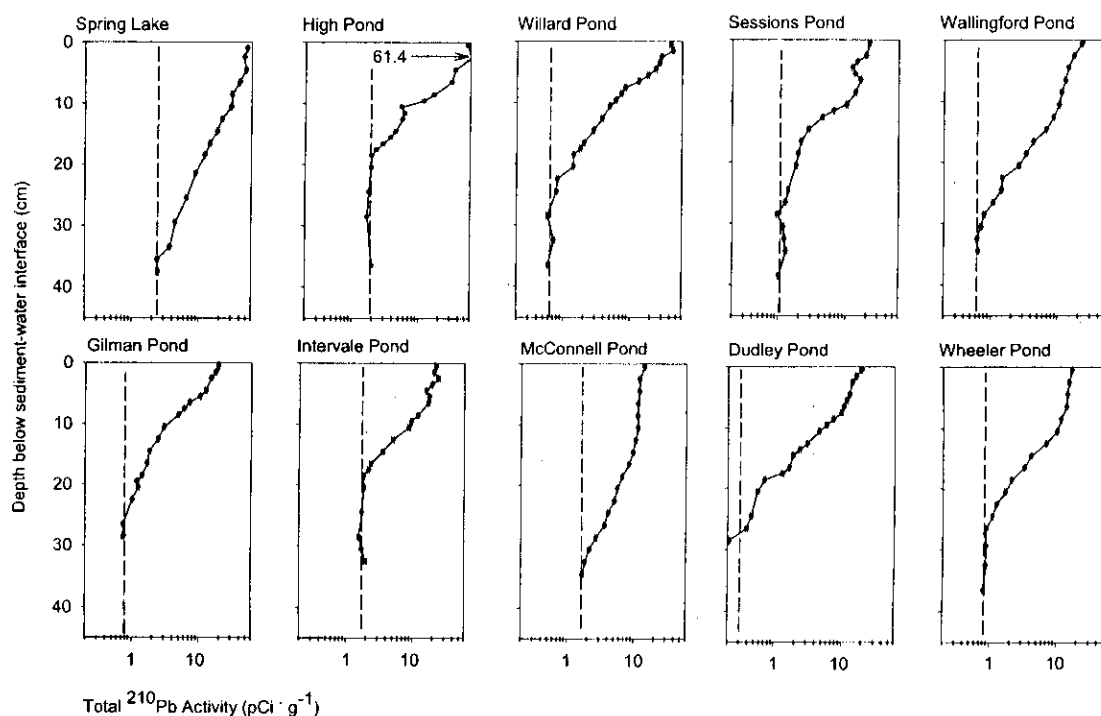 Spring Lake High Pond Willard Pond Sessions Pond Wallingford Pond
0
61.4
10
20
30
40
Gilman Pond Intervale Pond McConnell Pond Dudley Pond Wheeler Pond
0
10
20
30
40
Depth below sediment-water interface (cm)
1 10 1 10 1 10 1 10 1 10
Total ²¹⁰Pb Activity (pCi · g⁻¹)